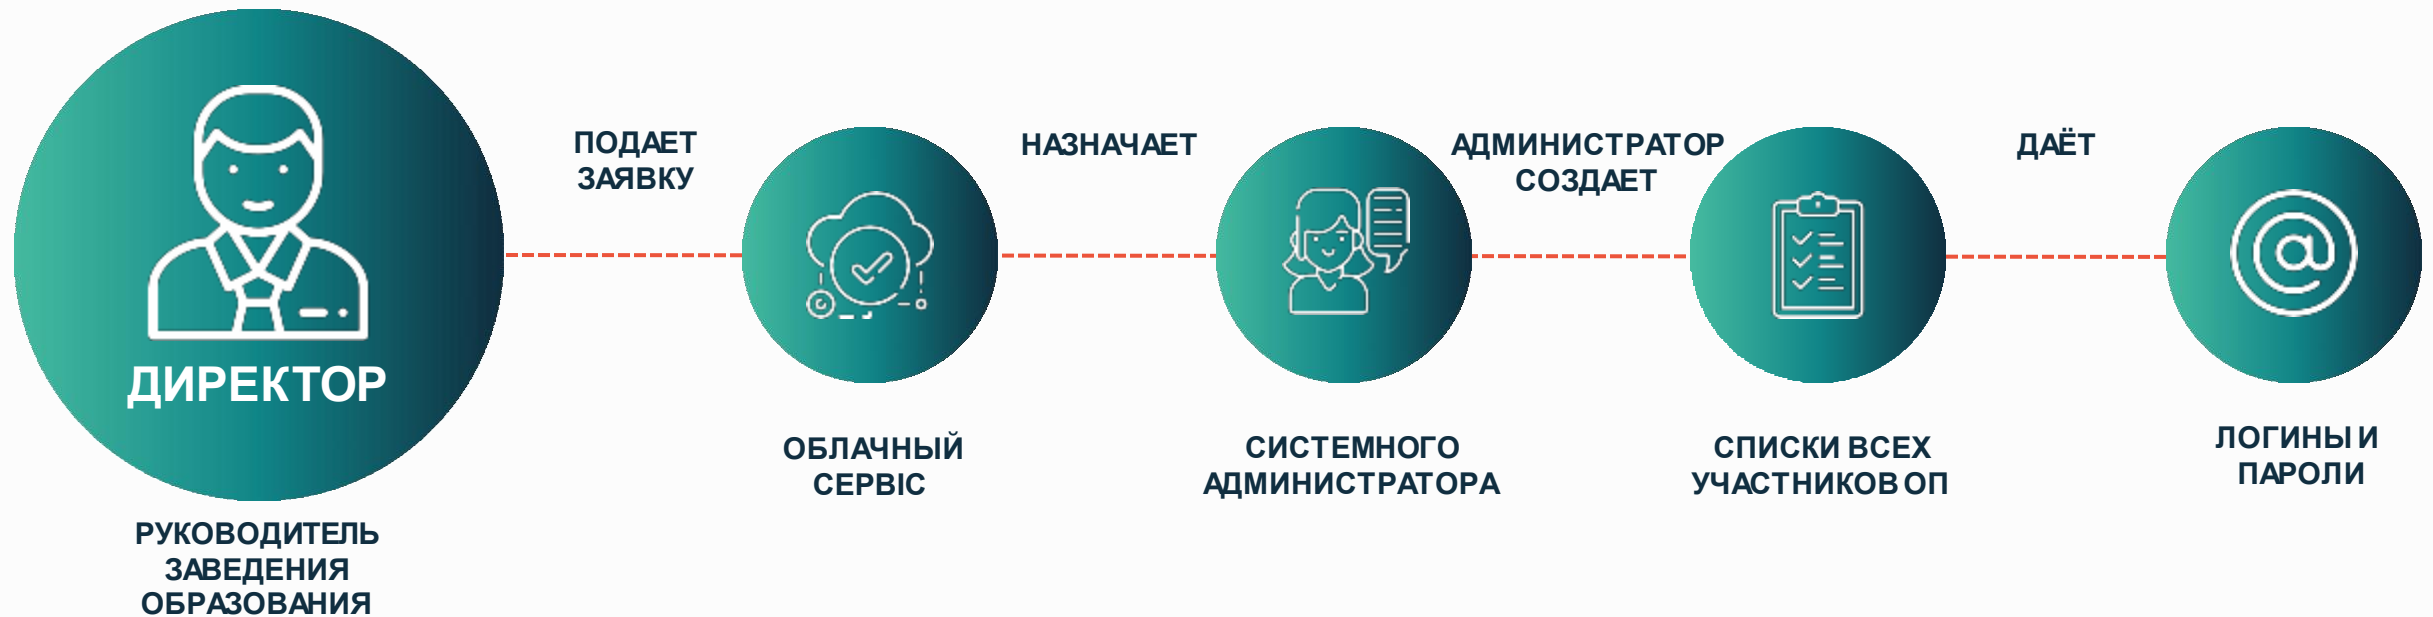 ДИРЕКТОР
РУКОВОДИТЕЛЬ
ЗАВЕДЕНИЯ
ОБРАЗОВАНИЯ
ПОДАЕТ
ЗАЯВКУ
ОБЛАЧНЫЙ
СЕРВІС
НАЗНАЧАЕТ
СИСТЕМНОГО
АДМИНИСТРАТОРА
АДМИНИСТРАТОР
СОЗДАЕТ
СПИСКИ ВСЕХ
УЧАСТНИКОВ ОП
ДАЁТ
@
ЛОГИНЫ И
ПАРОЛИ